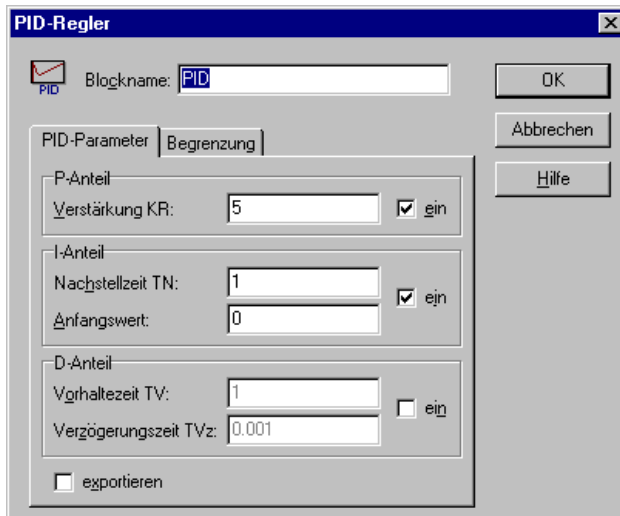 PID-Regler
PID
Blockname: PID
OK
Abbrechen
Hilfe
PID-Parameter Begrenzung
P-Anteil
Verstärkung KR: 5 ein
I-Anteil
Nachstellzeit TN: 1
ein
Anfangswert: 0
D-Anteil
Vorhaltezeit TV: 1
ein
Verzögerungszeit TVz: 0.001
exportieren